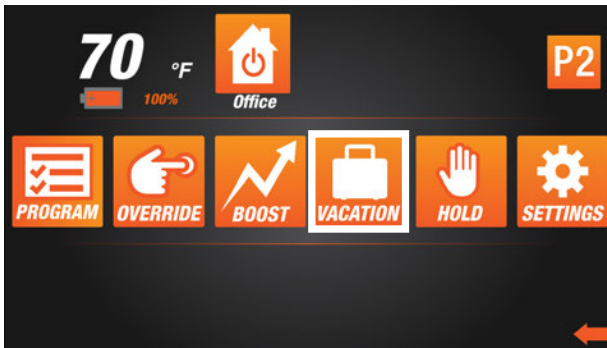 70 °F
100%
Office
P2
PROGRAM OVERRIDE BOOST VACATION HOLD SETTINGS